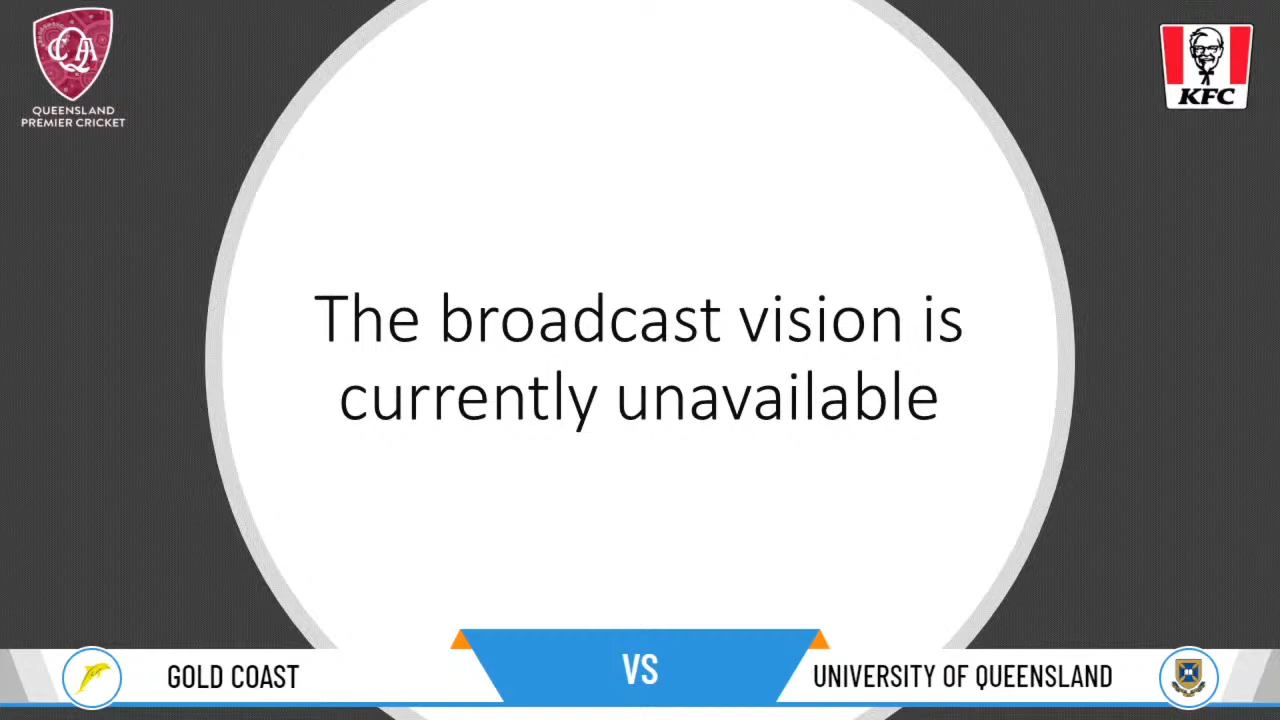 QUEENSLAND
PREMIER CRICKET
KFC
The broadcast vision is
currently unavailable
GOLD COAST
VS
UNIVERSITY OF QUEENSLAND